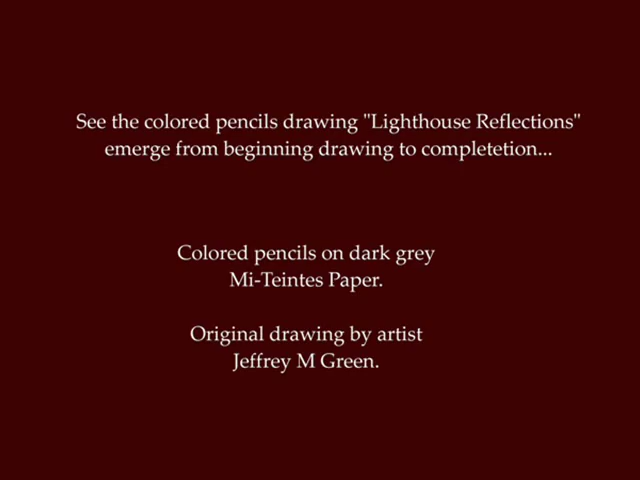 See the colored pencils drawing "Lighthouse Reflections"
emerge from beginning drawing to completetion...
Colored pencils on dark grey
Mi-Teintes Paper.
Original drawing by artist
Jeffrey M Green.